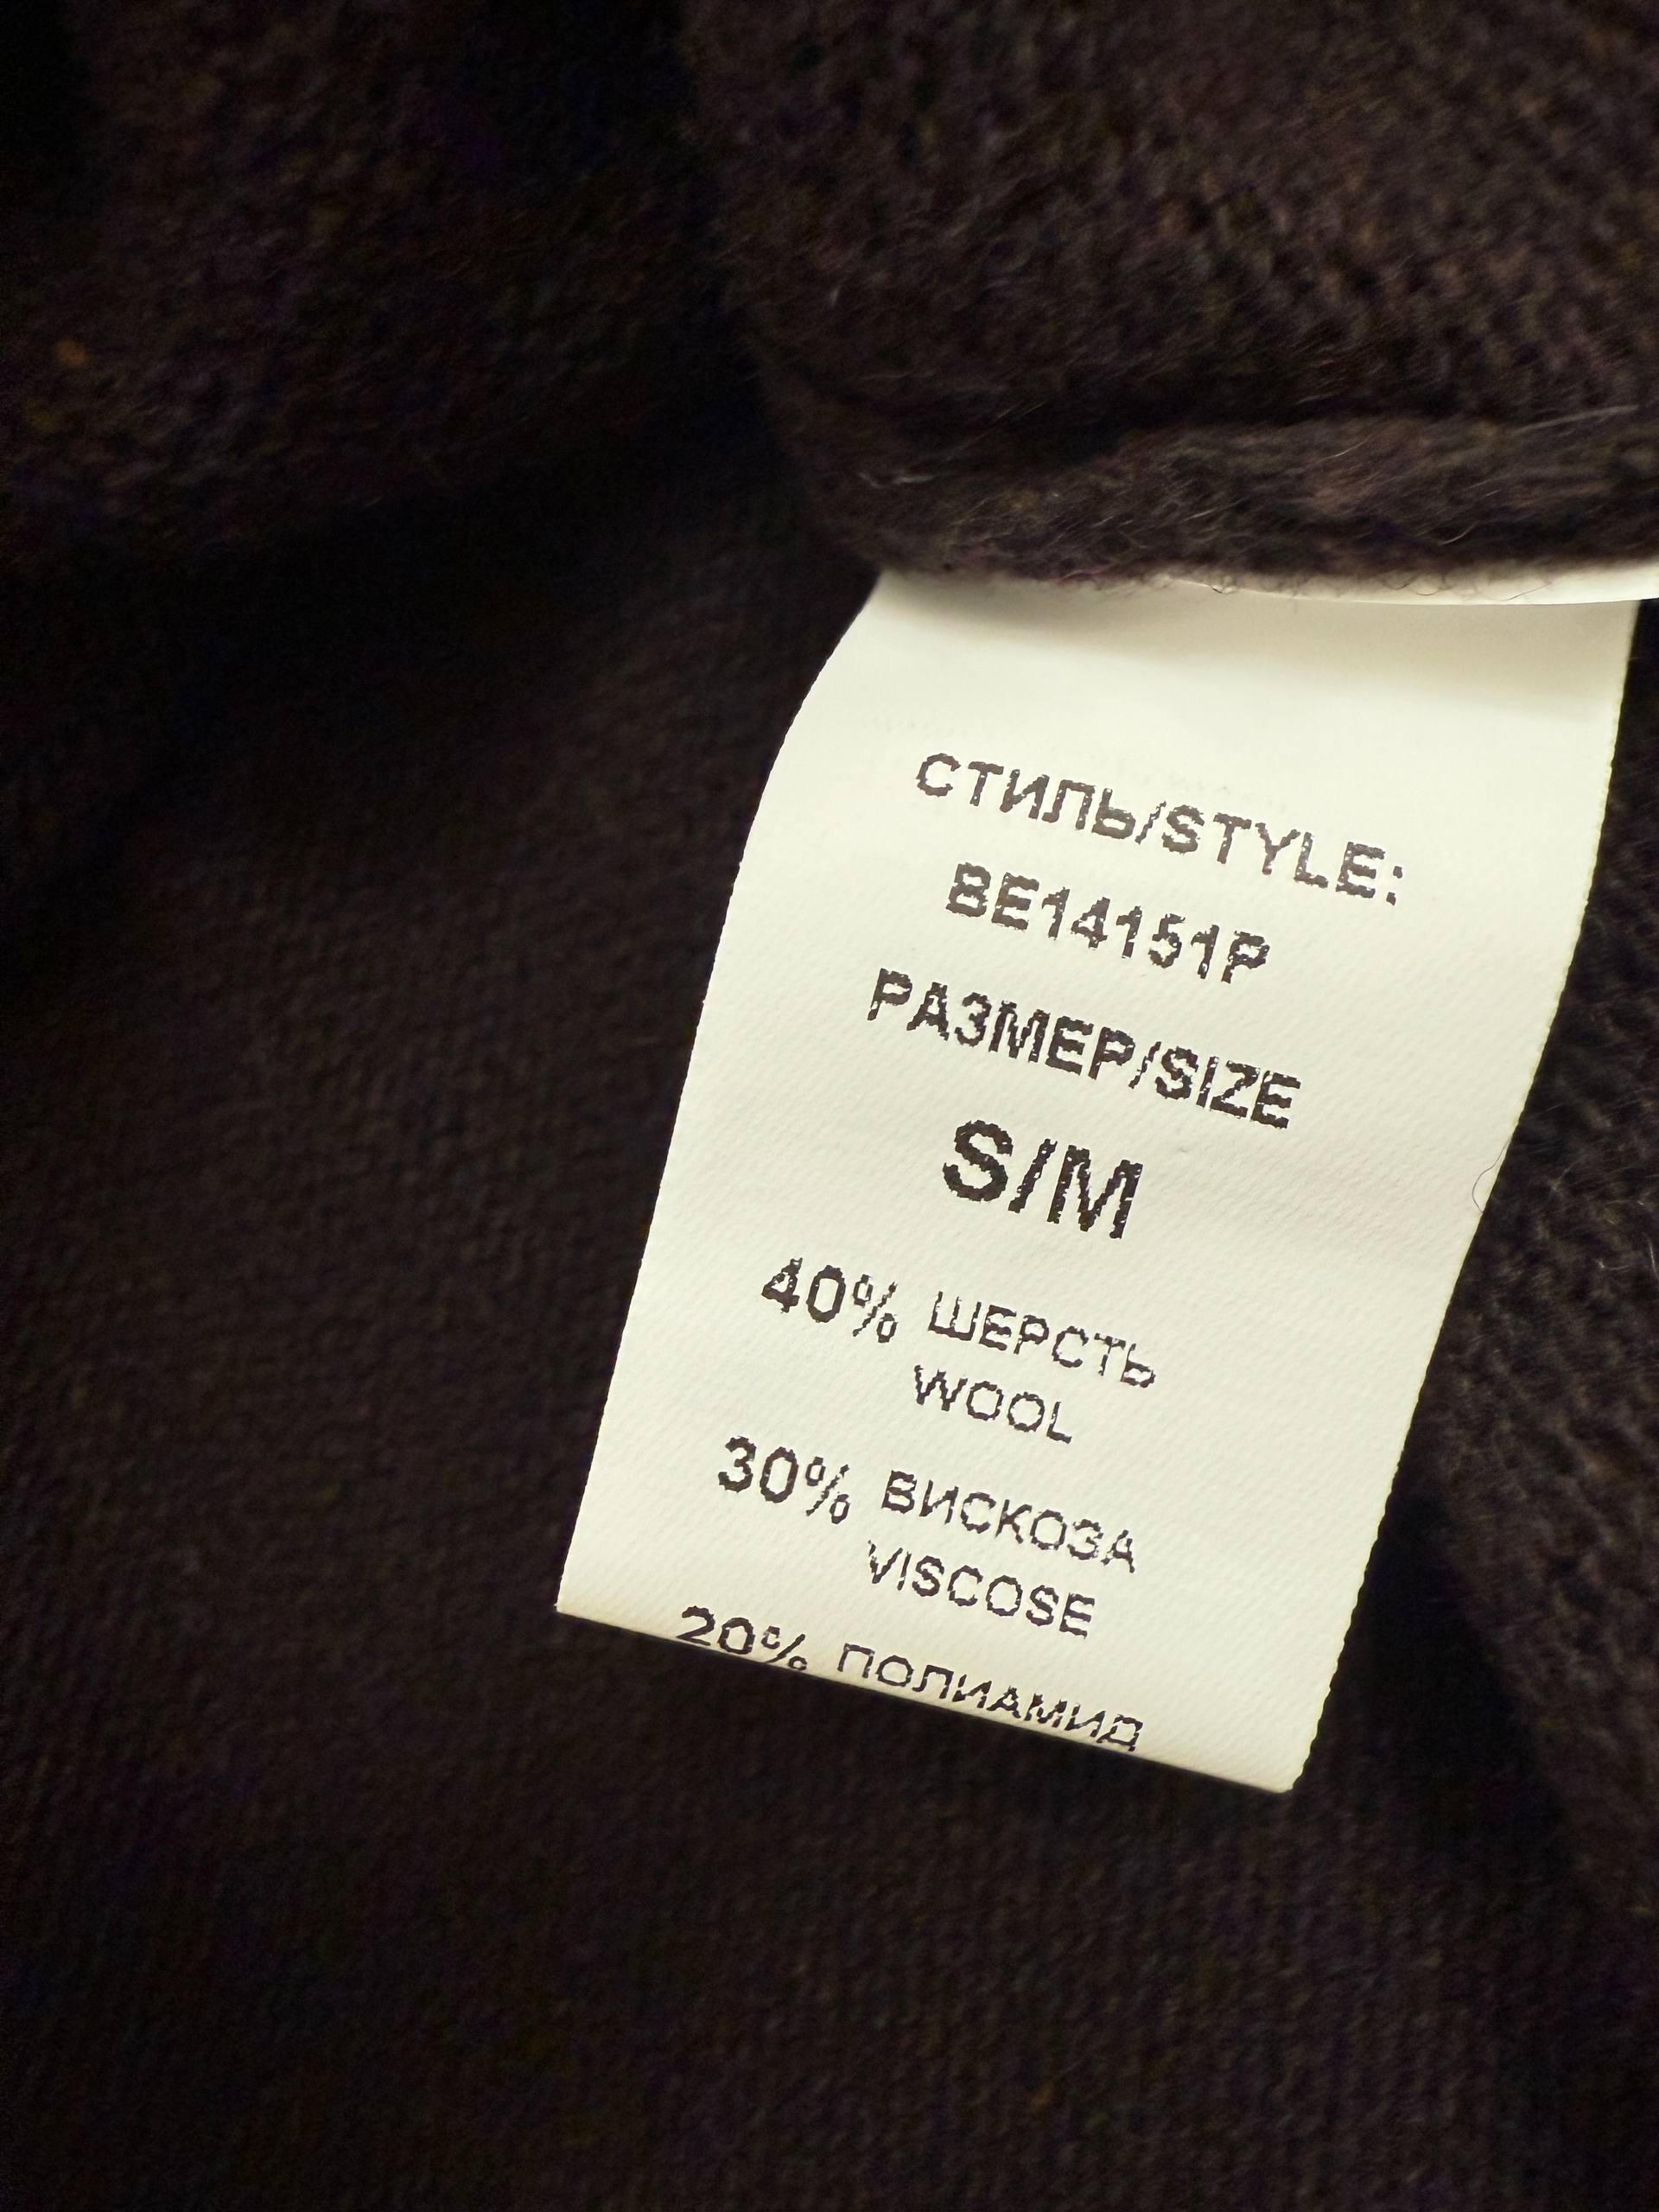 СТИЛЬ/STYLE:
BE14151P
РАЗМЕР/SIZE
S/M
40% ШЕРСТЬ
WOOL
30% ВИСКОЗА
VISCOSE
20% ПОЛИАМИД